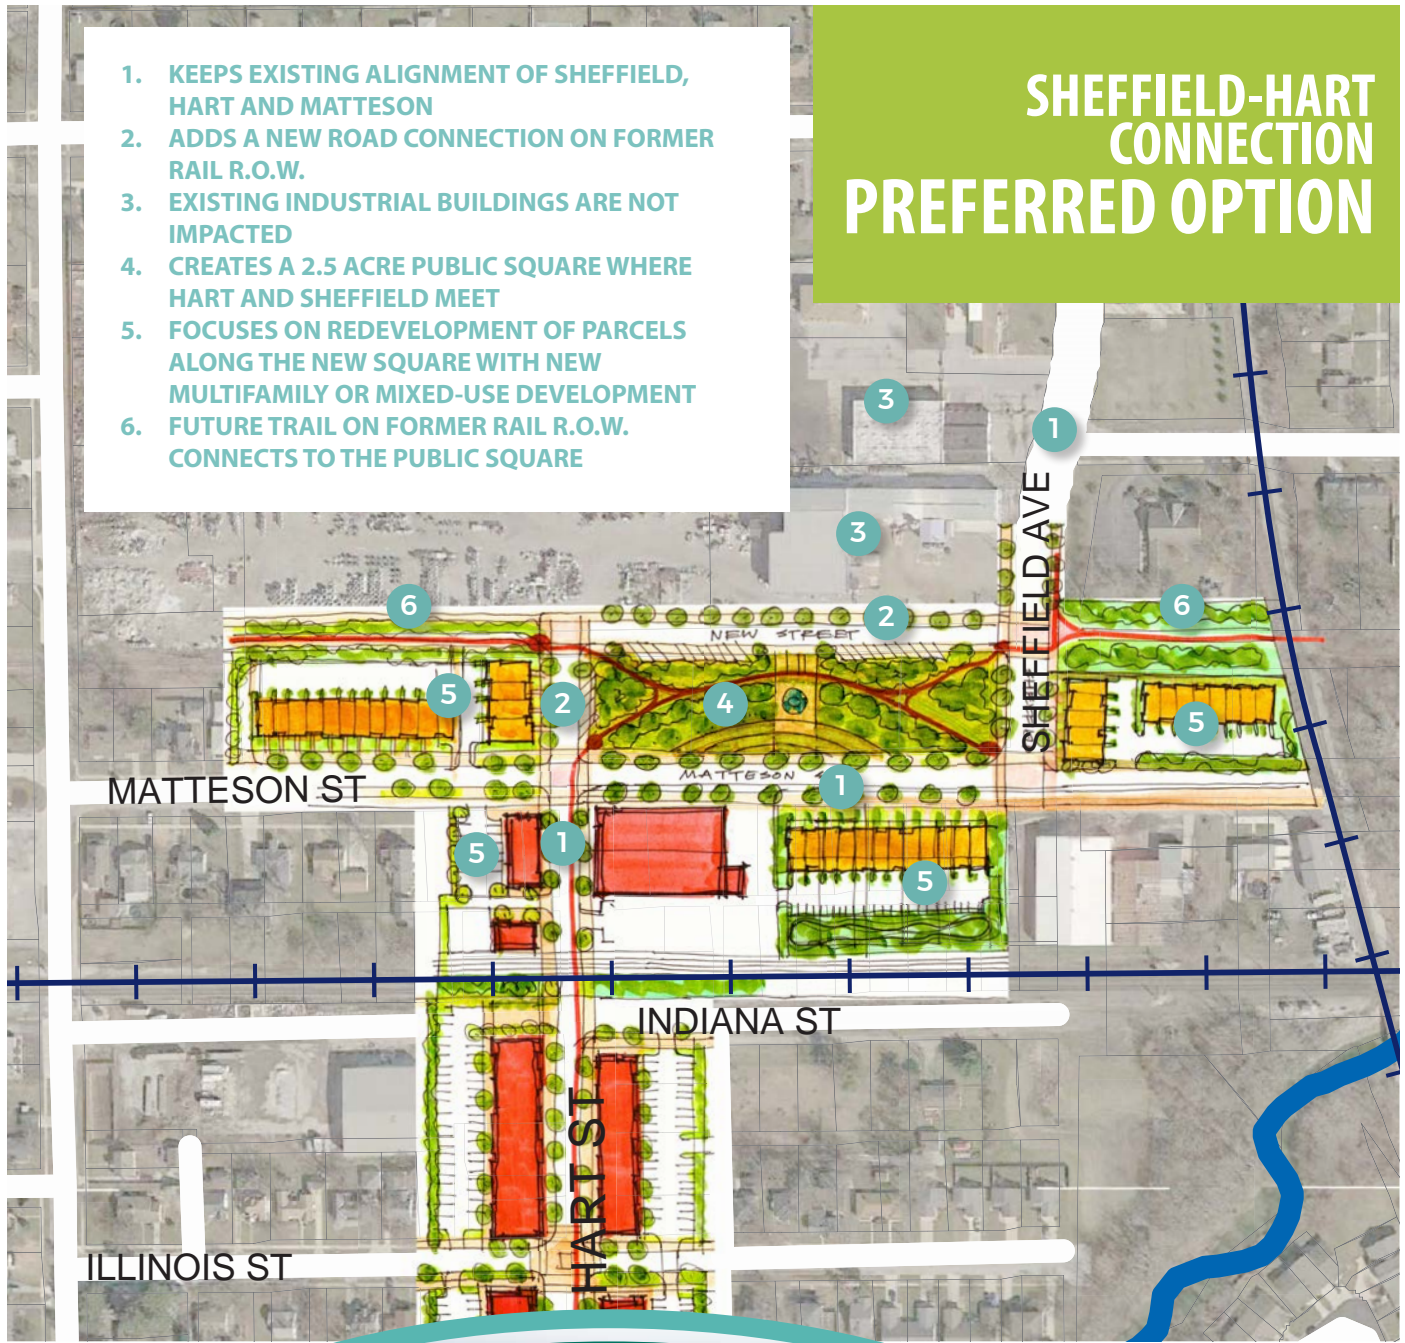 SHEFFIELD-HART
CONNECTION
PREFERRED OPTION
1. KEEPS EXISTING ALIGNMENT OF SHEFFIELD,
HART AND MATTESON
2. ADDS A NEW ROAD CONNECTION ON FORMER
RAIL R.O.W.
3. EXISTING INDUSTRIAL BUILDINGS ARE NOT
IMPACTED
4. CREATES A 2.5 ACRE PUBLIC SQUARE WHERE
HART AND SHEFFIELD MEET
5. FOCUSES ON REDEVELOPMENT OF PARCELS
ALONG THE NEW SQUARE WITH NEW
MULTIFAMILY OR MIXED-USE DEVELOPMENT
6. FUTURE TRAIL ON FORMER RAIL R.O.W.
CONNECTS TO THE PUBLIC SQUARE
3
1
3
SHEFFIELD AVE
6
2
6
NEW STREET
5
2
4
5
MATTESON ST
MATTESON
1
5
1
5
INDIANA ST
HART ST
ILLINOIS ST